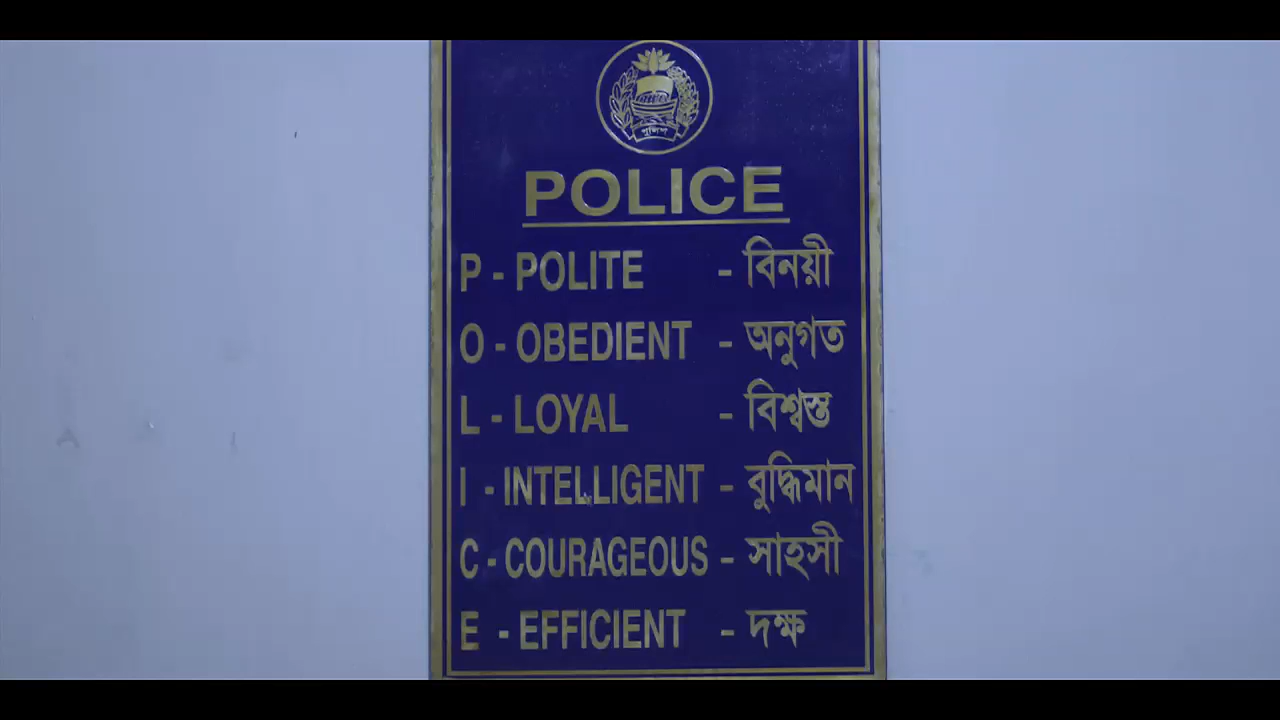 পুলিশ
POLICE
P - POLITE - বিনয়ী
O - OBEDIENT - অনুগত
L - LOYAL - বিশ্বস্ত
I - INTELLIGENT - বুদ্ধিমান
C - COURAGEOUS - সাহসী
E - EFFICIENT - দক্ষ